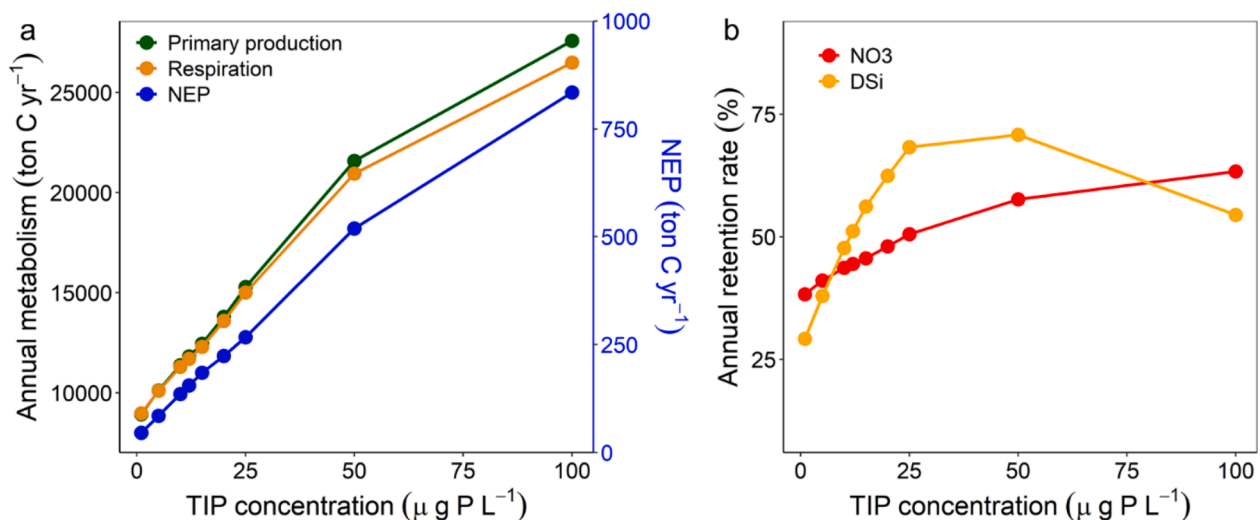 a
Primary production
Respiration
NEP
Annual metabolism (ton C yr⁻¹)
25000
20000
15000
10000
1000
750
500
250
0
NEP (ton C yr⁻¹)
0 25 50 75 100
TIP concentration (μ g P L⁻¹)
b
NO3
DSi
Annual retention rate (%)
75
50
25
0 25 50 75 100
TIP concentration (μ g P L⁻¹)